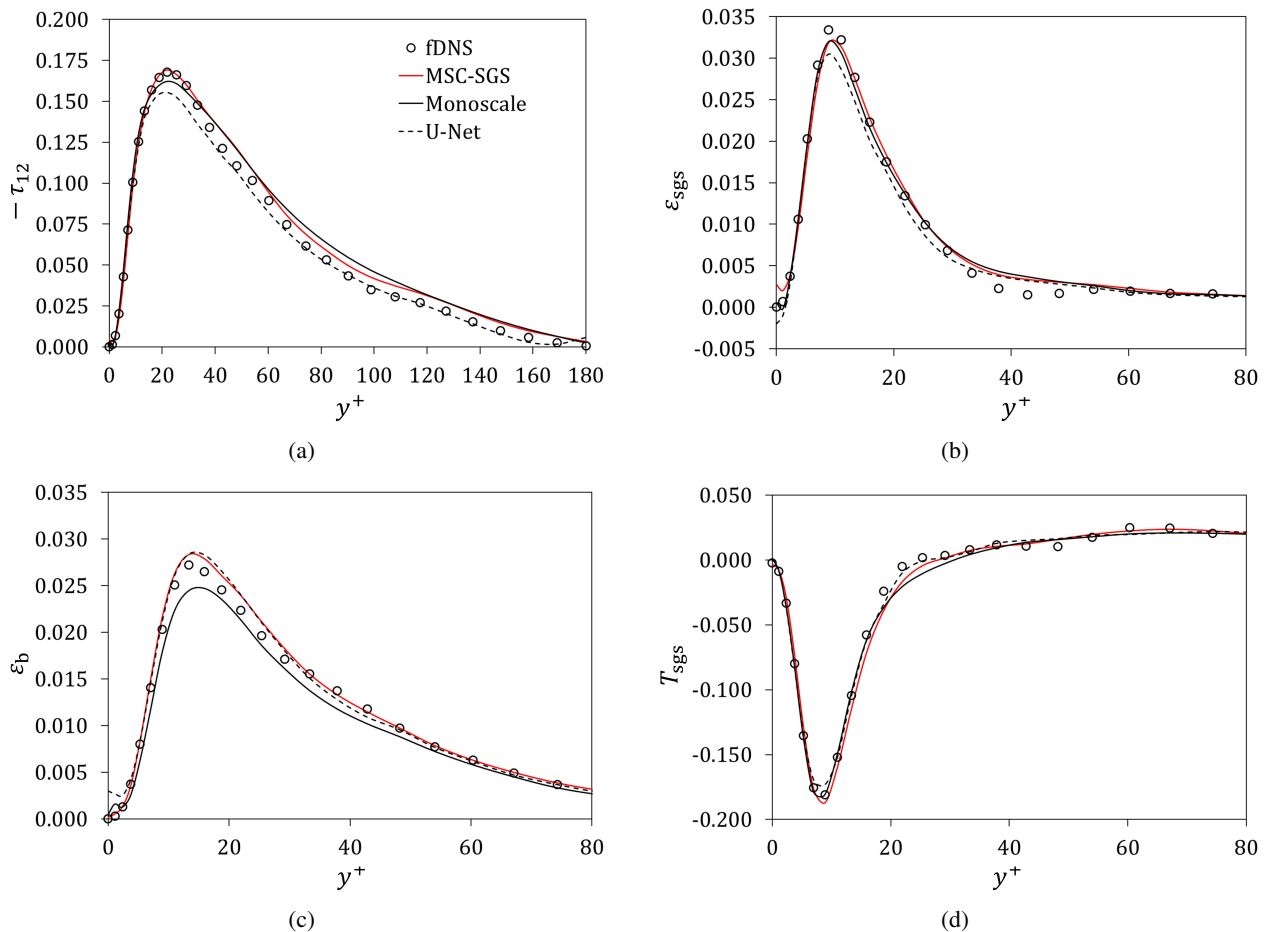 0.200
0.175
0.150
0.125
0.100
0.075
0.050
0.025
0.000
− τ12
0 20 40 60 80 100 120 140 160 180
y+
fDNS
MSC-SGS
Monoscale
U-Net
(a)
0.035
0.030
0.025
0.020
0.015
0.010
0.005
0.000
-0.005
εsgs
0 20 40 60 80
y+
(b)
0.035
0.030
0.025
0.020
0.015
0.010
0.005
0.000
εb
0 20 40 60 80
y+
(c)
0.050
0.000
-0.050
-0.100
-0.150
-0.200
Tsgs
0 20 40 60 80
y+
(d)